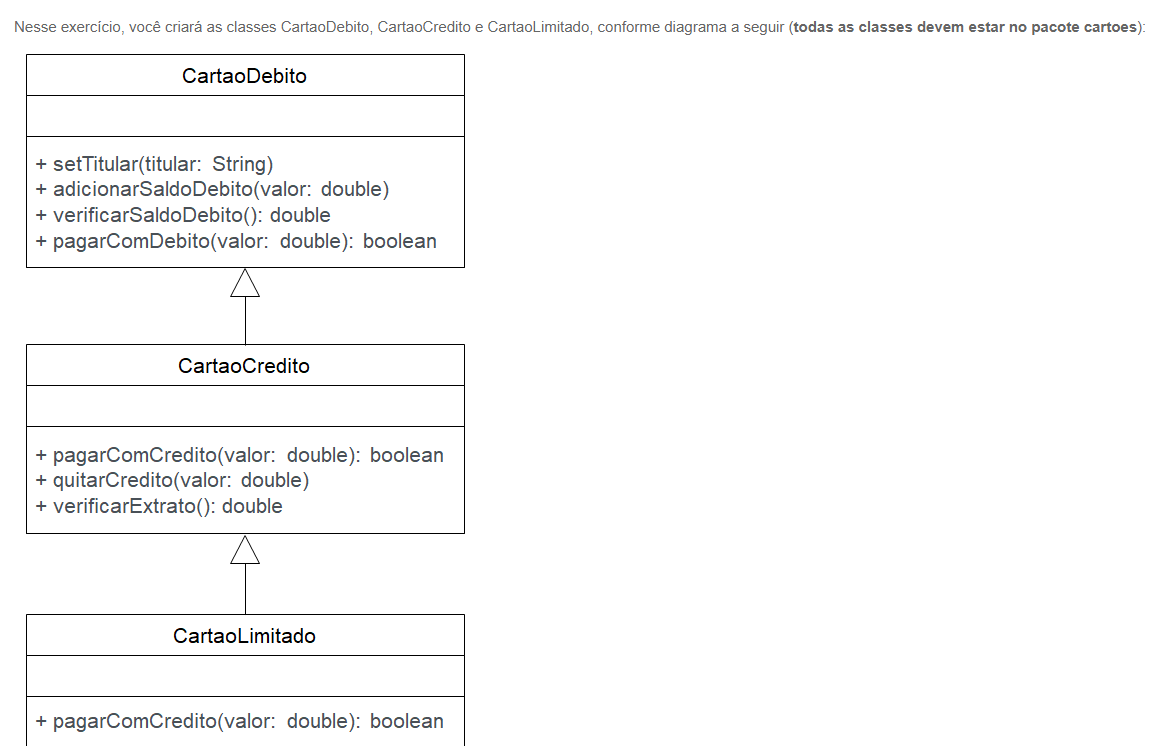 Nesse exercício, você criará as classes CartaoDebito, CartaoCredito e CartaoLimitado, conforme diagrama a seguir (todas as classes devem estar no pacote cartoes):
CartaoDebito
+ setTitular(titular: String)
+ adicionarSaldoDebito(valor: double)
+ verificarSaldoDebito(): double
+ pagarComDebito(valor: double): boolean
CartaoCredito
+ pagarComCredito(valor: double): boolean
+ quitarCredito(valor: double)
+ verificarExtrato(): double
CartaoLimitado
+ pagarComCredito(valor: double): boolean